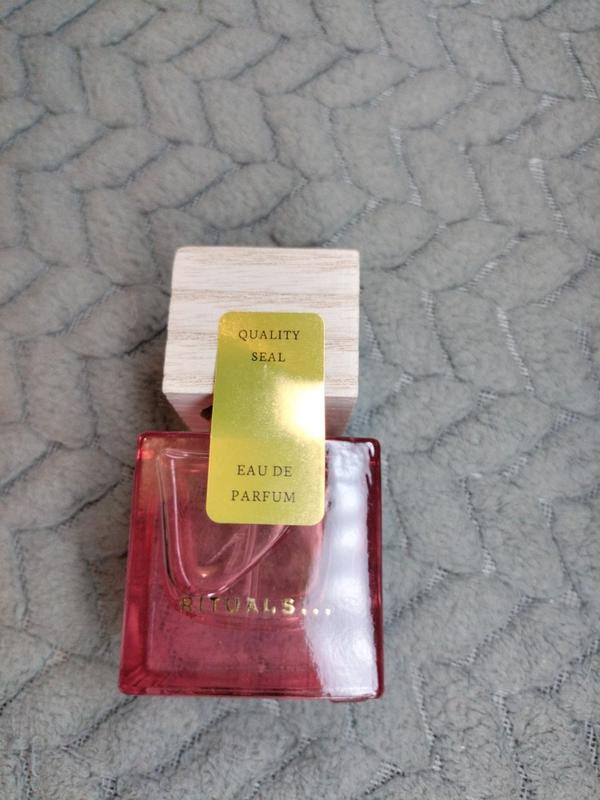 QUALITY
SEAL
EAU DE
PARFUM
RITUALS...